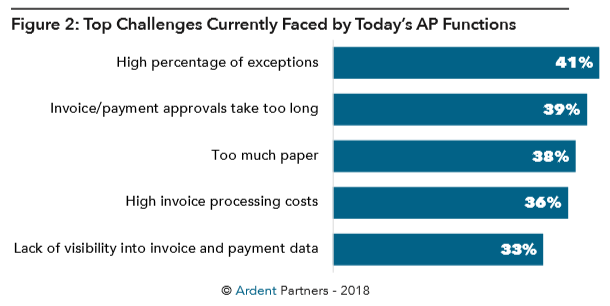 Figure 2: Top Challenges Currently Faced by Today's AP Functions
High percentage of exceptions 41%
Invoice/payment approvals take too long 39%
Too much paper 38%
High invoice processing costs 36%
Lack of visibility into invoice and payment data 33%
© Ardent Partners - 2018